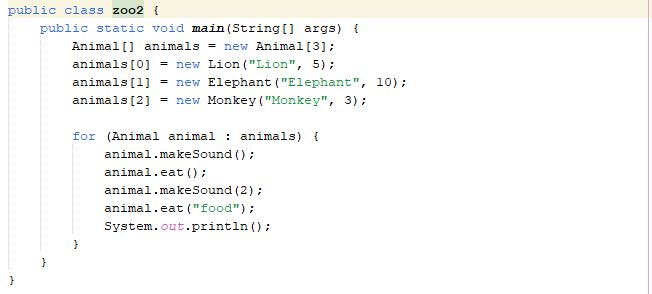 public class zoo2 {
    public static void main(String[] args) {
        Animal[] animals = new Animal[3];
        animals[0] = new Lion("Lion", 5);
        animals[1] = new Elephant("Elephant", 10);
        animals[2] = new Monkey("Monkey", 3);

        for (Animal animal : animals) {
            animal.makeSound();
            animal.eat();
            animal.makeSound(2);
            animal.eat("food");
            System.out.println();
        }
    }
}